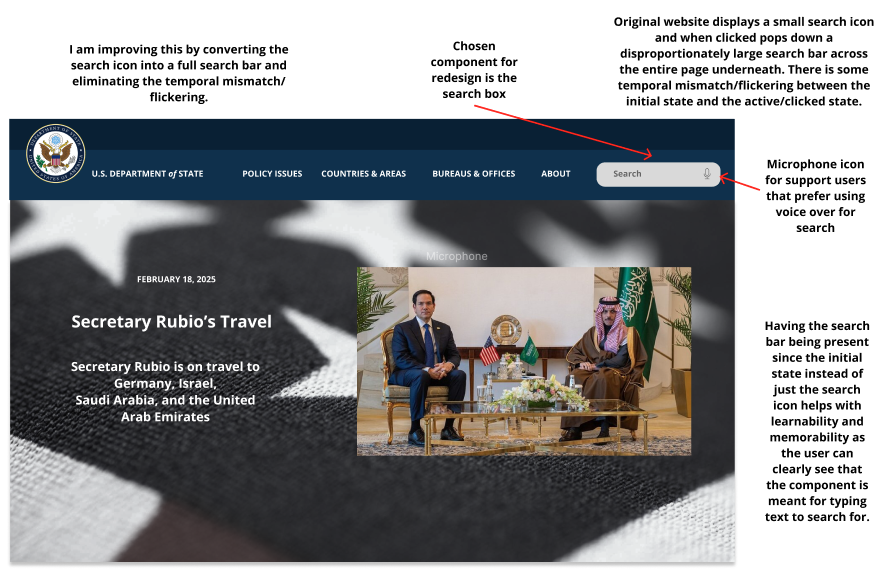 I am improving this by converting the
search icon into a full search bar and
eliminating the temporal mismatch/
flickering.
Chosen
component for
redesign is the
search box
Original website displays a small search icon
and when clicked pops down a
disproportionately large search bar across
the entire page underneath. There is some
temporal mismatch/flickering between the
initial state and the active/clicked state.
U.S. DEPARTMENT of STATE
POLICY ISSUES
COUNTRIES & AREAS
BUREAUS & OFFICES
ABOUT
Search
Microphone icon
for support users
that prefer using
voice over for
search
Microphone
FEBRUARY 18, 2025
Secretary Rubio’s Travel
Secretary Rubio is on travel to
Germany, Israel,
Saudi Arabia, and the United
Arab Emirates
Having the search
bar being present
since the initial
state instead of
just the search
icon helps with
learnability and
memorability as
the user can
clearly see that
the component is
meant for typing
text to search for.